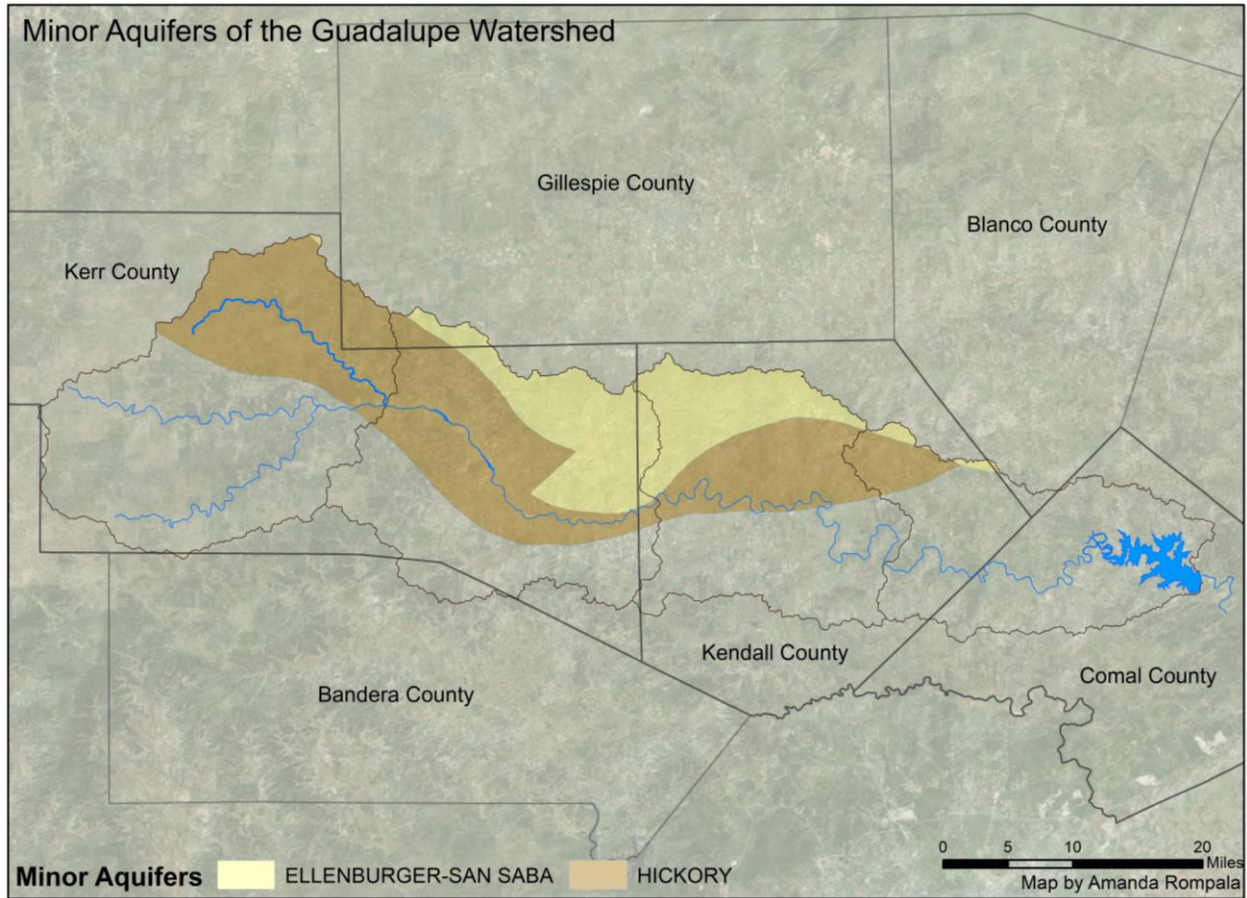 Minor Aquifers of the Guadalupe Watershed
Gillespie County
Blanco County
Kerr County
Kendall County
Comal County
Bandera County
0 5 10 20
Miles
Minor Aquifers ELLENBURGER-SAN SABA HICKORY
Map by Amanda Rompala